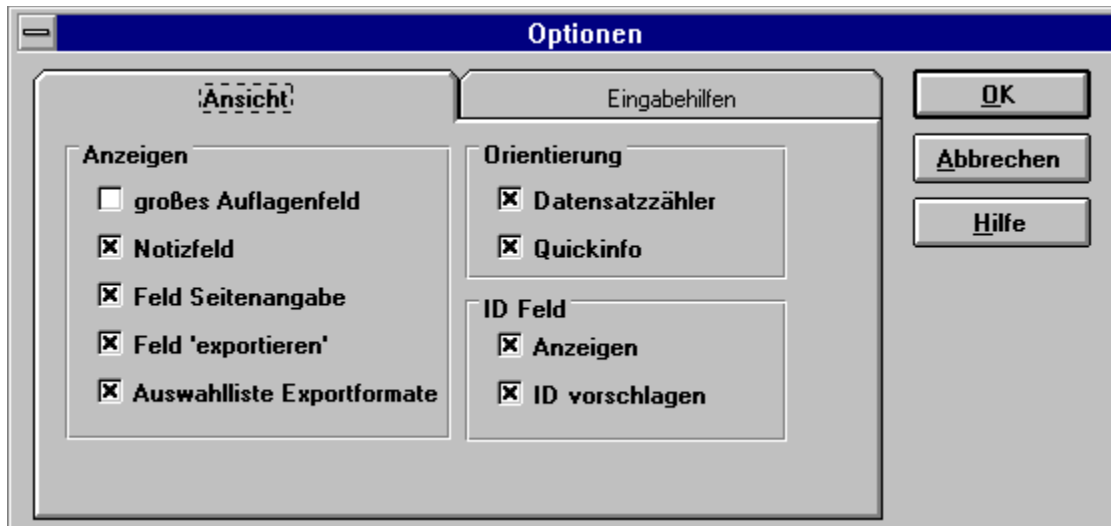 Optionen
Ansicht
Eingabehilfen
Anzeigen
großes Auflagenfeld
Notizfeld
Feld Seitenangabe
Feld 'exportieren'
Auswahlliste Exportformate
Orientierung
Datensatzzähler
Quickinfo
ID Feld
Anzeigen
ID vorschlagen
OK
Abbrechen
Hilfe